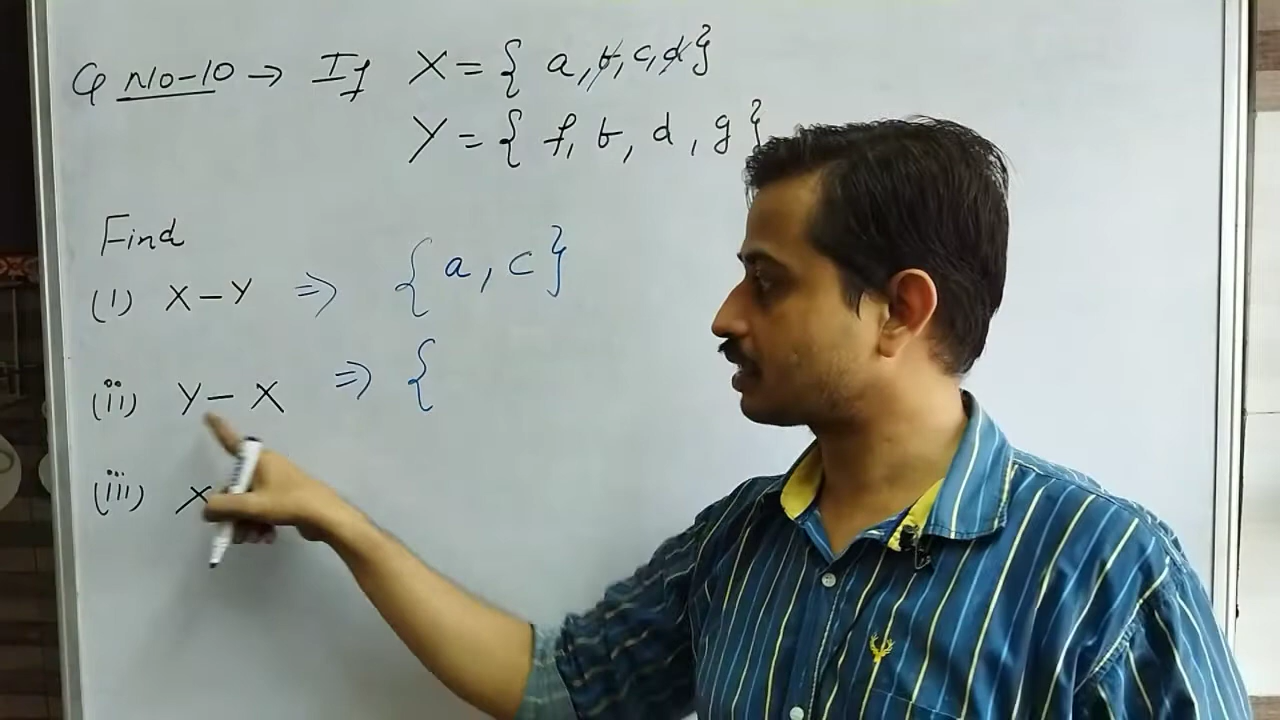 Q No-10 → If X = { a, b, c, d }
Y = { f, b, d, g }
Find
(i) X - Y ⇒ { a, c }
(ii) Y - X ⇒ {
(iii) X